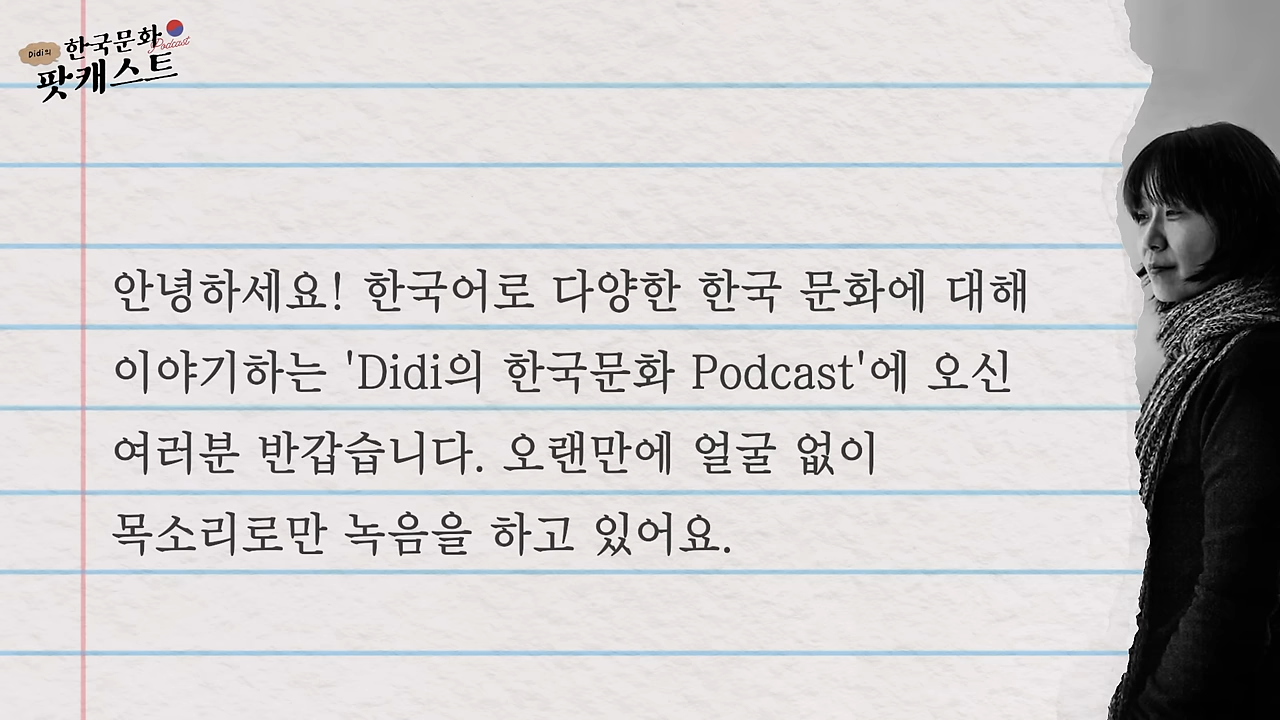 Didi의 한국문화
Podcast
팟캐스트
안녕하세요! 한국어로 다양한 한국 문화에 대해
이야기하는 'Didi의 한국문화 Podcast'에 오신
여러분 반갑습니다. 오랜만에 얼굴 없이
목소리로만 녹음을 하고 있어요.